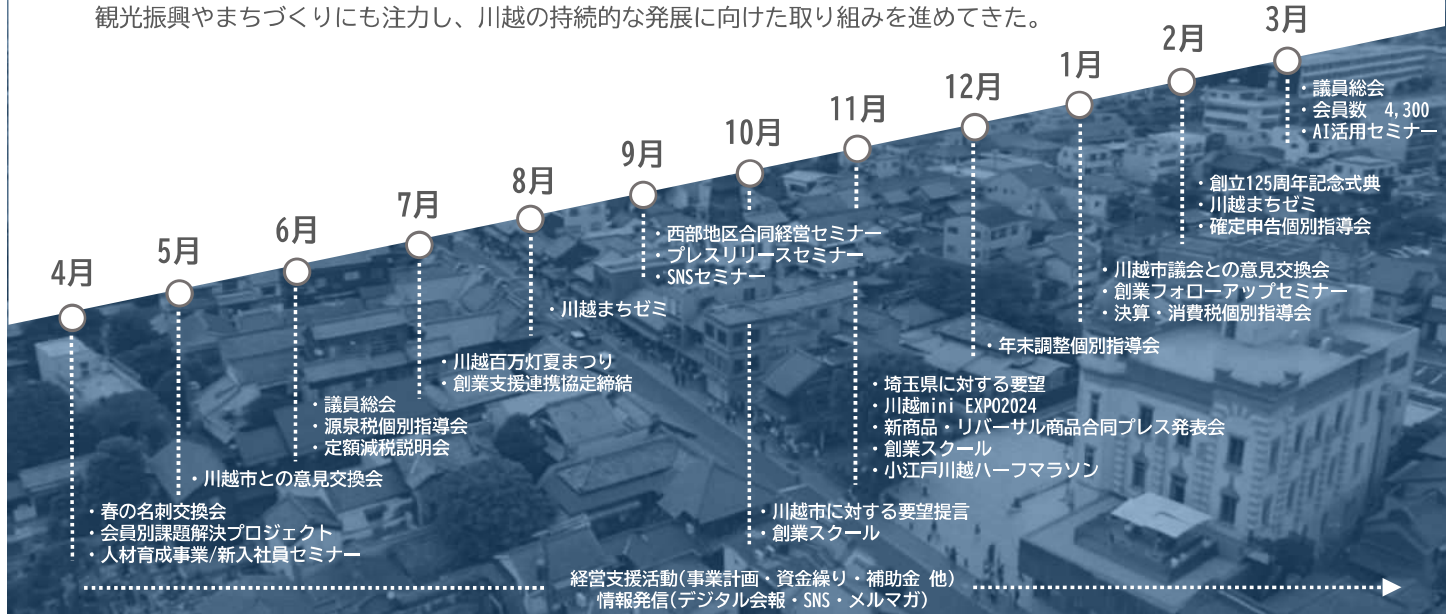 観光振興やまちづくりにも注力し、川越の持続的な発展に向けた取り組みを進めてきた。
4月
・春の名刺交換会
・会員別課題解決プロジェクト
・人材育成事業/新入社員セミナー
5月
・川越市との意見交換会
6月
・議員総会
・源泉税個別指導会
・定額減税説明会
7月
・川越百万灯夏まつり
・創業支援連携協定締結
8月
・川越まちゼミ
9月
・西部地区合同経営セミナー
・プレスリリースセミナー
・SNSセミナー
10月
・川越市に対する要望提言
・創業スクール
11月
・埼玉県に対する要望
・川越mini EXPO2024
・新商品・リバーサル商品合同プレス発表会
・創業スクール
・小江戸川越ハーフマラソン
12月
・年末調整個別指導会
1月
・川越市議会との意見交換会
・創業フォローアップセミナー
・決算・消費税個別指導会
2月
・創立125周年記念式典
・川越まちゼミ
・確定申告個別指導会
3月
・議員総会
・会員数 4,300
・AI活用セミナー
経営支援活動(事業計画・資金繰り・補助金 他)
情報発信(デジタル会報・SNS・メルマガ)